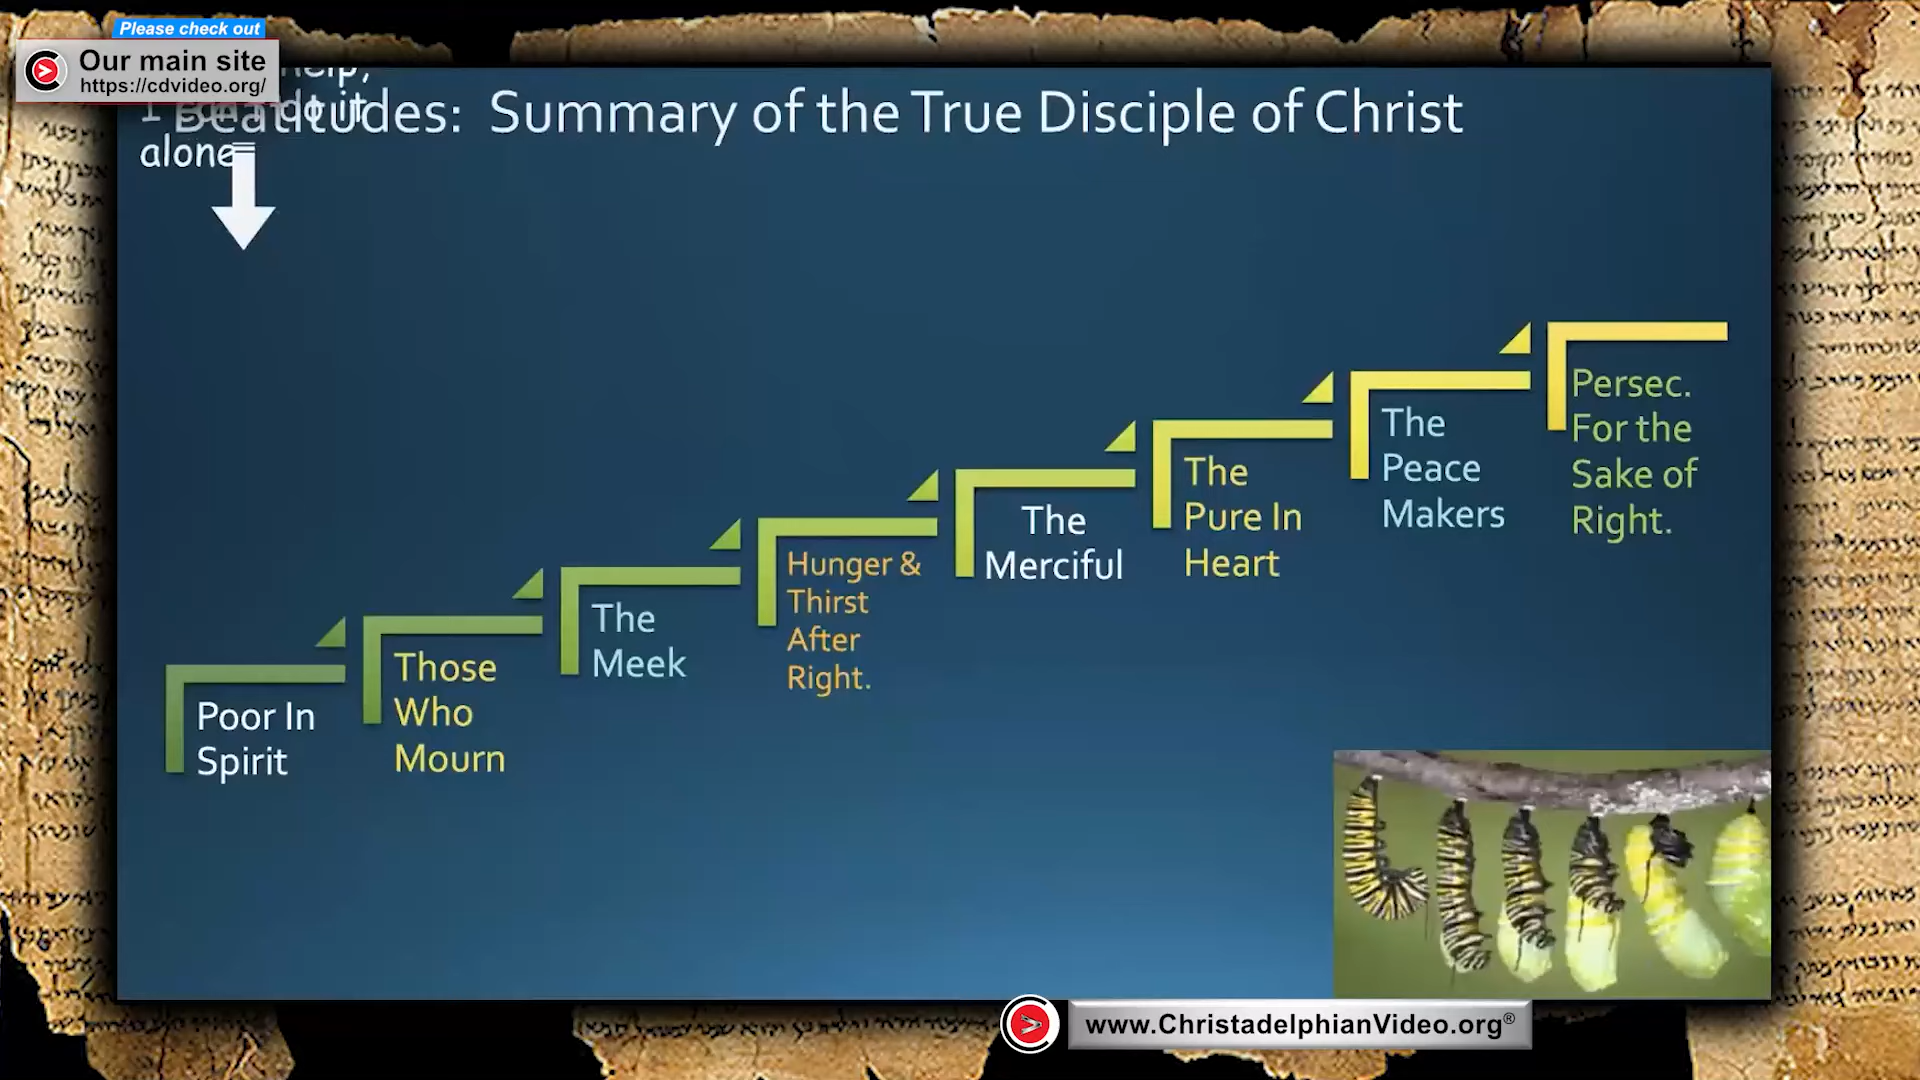 Please check out
Our main site
https://cdvideo.org/
alone
Beatitudes: Summary of the True Disciple of Christ
Poor In
Spirit
Those
Who
Mourn
The
Meek
Hunger &
Thirst
After
Right.
The
Merciful
The
Pure In
Heart
The
Peace
Makers
Persec.
For the
Sake of
Right.
www.ChristadelphianVideo.org®